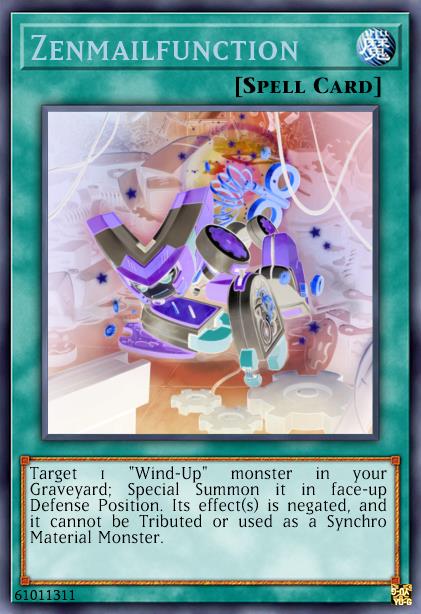 ZENMAILFUNCTION
魔
[SPELL CARD]
Target 1 "Wind-Up" monster in your
Graveyard; Special Summon it in face-up
Defense Position. Its effect(s) is negated, and
it cannot be Tributed or used as a Synchro
Material Monster.
61011311